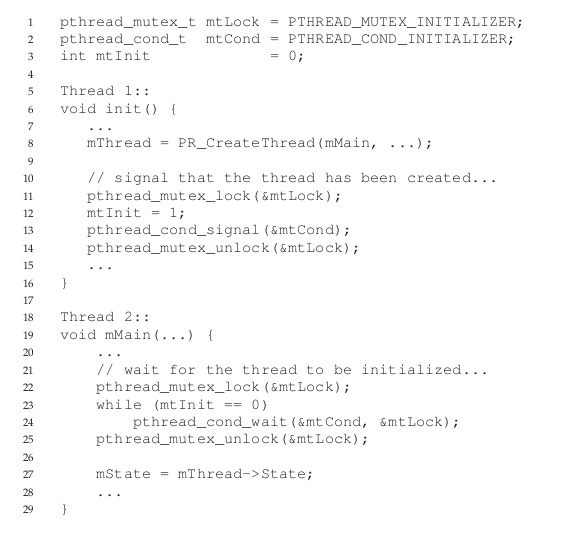 1 pthread_mutex_t mtLock = PTHREAD_MUTEX_INITIALIZER;
2 pthread_cond_t  mtCond = PTHREAD_COND_INITIALIZER;
3 int mtInit             = 0;
4
5 Thread 1::
6 void init() {
7    ...
8    mThread = PR_CreateThread(mMain, ...);
9
10    // signal that the thread has been created...
11    pthread_mutex_lock(&mtLock);
12    mtInit = 1;
13    pthread_cond_signal(&mtCond);
14    pthread_mutex_unlock(&mtLock);
15    ...
16 }
17
18 Thread 2::
19 void mMain(...) {
20     ...
21     // wait for the thread to be initialized...
22     pthread_mutex_lock(&mtLock);
23     while (mtInit == 0)
24         pthread_cond_wait(&mtCond, &mtLock);
25     pthread_mutex_unlock(&mtLock);
26
27     mState = mThread->State;
28     ...
29 }